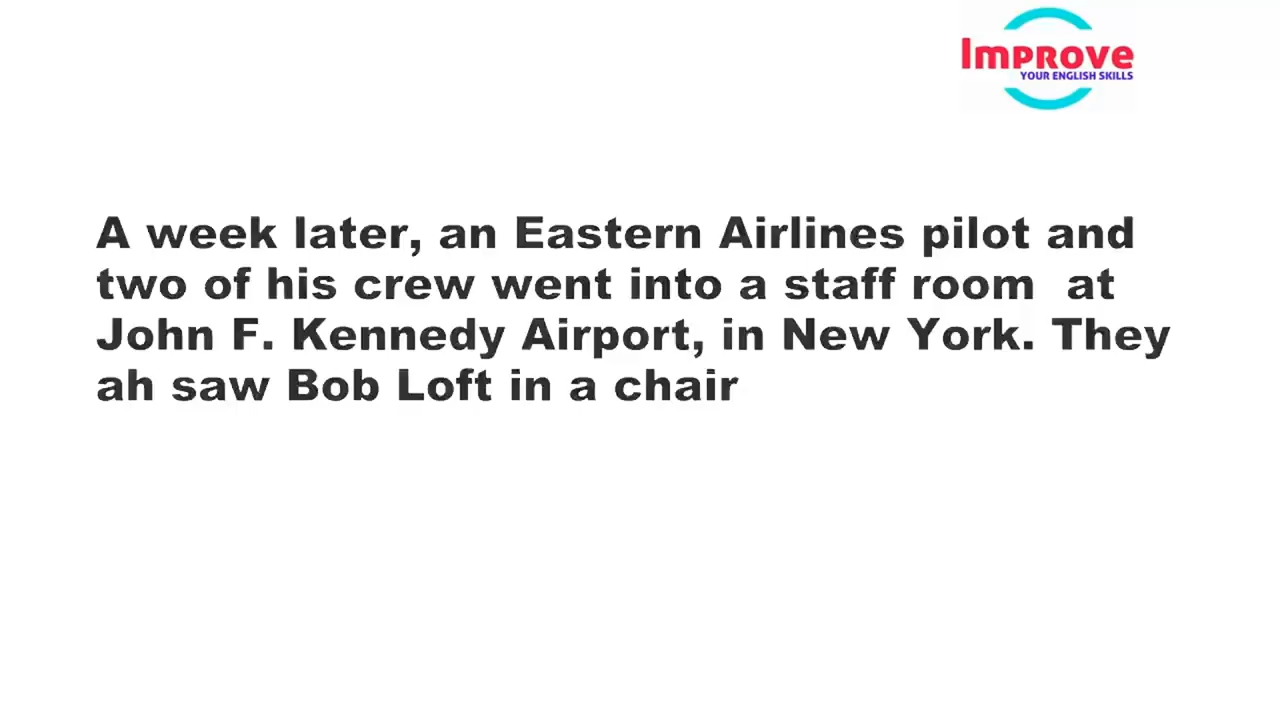 Improve
YOUR ENGLISH SKILLS
A week later, an Eastern Airlines pilot and
two of his crew went into a staff room at
John F. Kennedy Airport, in New York. They
ah saw Bob Loft in a chair